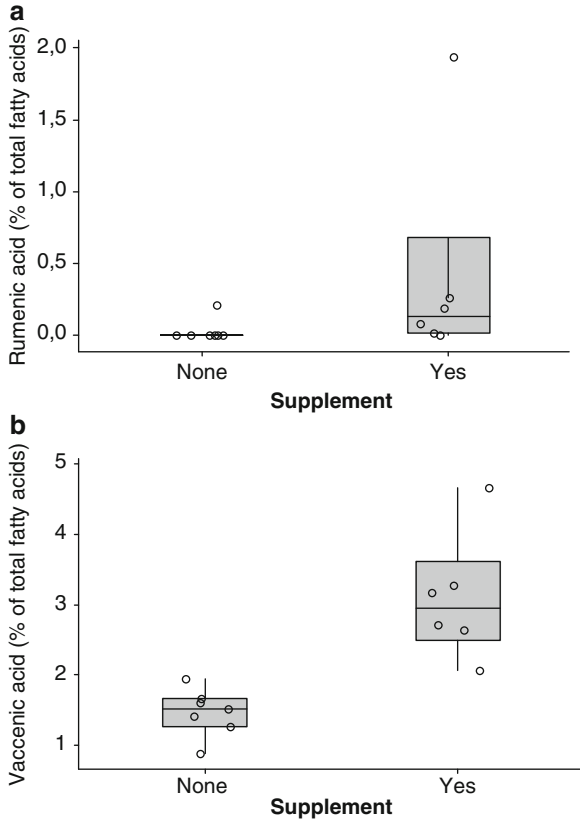 a
Rumenic acid (% of total fatty acids)
2,0
1,5
1,0
0,5
0,0
None
Yes
Supplement
b
Vaccenic acid (% of total fatty acids)
5
4
3
2
1
None
Yes
Supplement